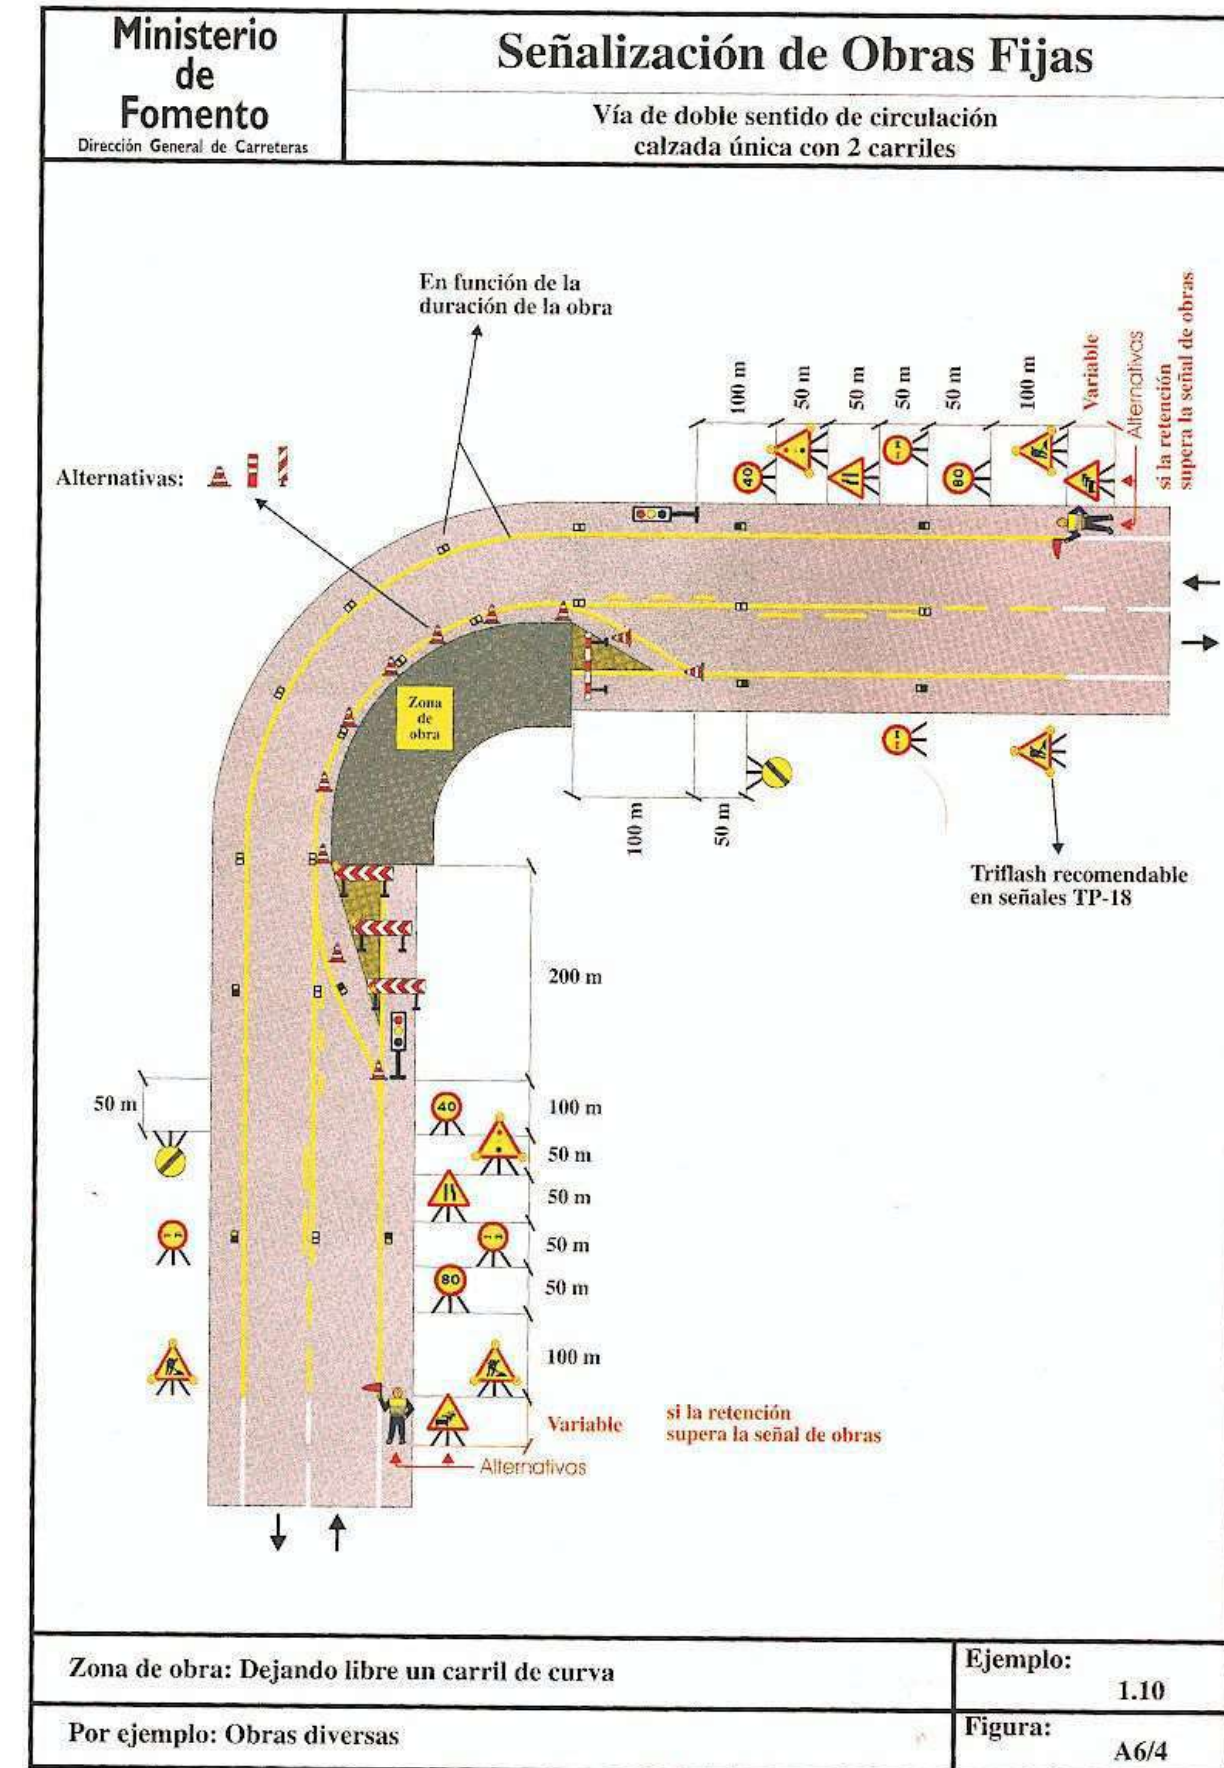 Ministerio
de
Fomento
Dirección General de Carreteras
Señalización de Obras Fijas
Vía de doble sentido de circulación
calzada única con 2 carriles
En función de la
duración de la obra
100 m
50 m
50 m
50 m
50 m
100 m
Variable
Alternativas
si la retención
supera la señal de obras
Alternativas:
40
80
Zona
de
obra
100 m
50 m
Triflash recomendable
en señales TP-18
200 m
50 m
40
100 m
50 m
50 m
50 m
80
50 m
100 m
Variable
si la retención
supera la señal de obras
Alternativas
Zona de obra: Dejando libre un carril de curva
Ejemplo:
1.10
Por ejemplo: Obras diversas
Figura:
A6/4